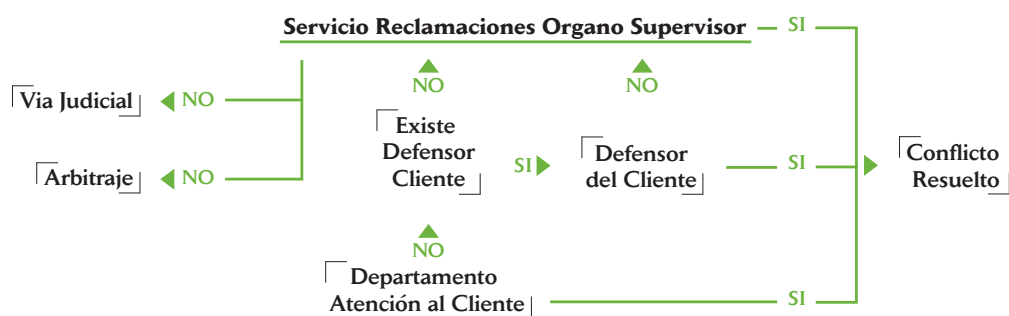 Servicio Reclamaciones Organo Supervisor
SI
NO
NO
Via Judicial
NO
Existe
Defensor
Cliente
SI
Defensor
del Cliente
SI
Conflicto
Resuelto
Arbitraje
NO
NO
Departamento
Atención al Cliente
SI